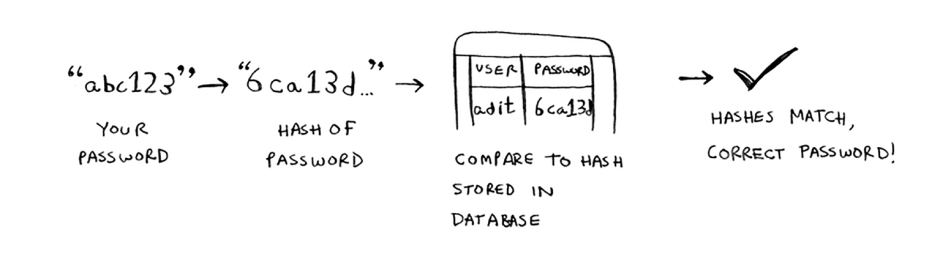 “abc123” → “6ca13d...” →
YOUR
PASSWORD
HASH OF
PASSWORD
USER PASSWORD
adit 6ca13d
COMPARE TO HASH
STORED IN
DATABASE
→ ✓
HASHES MATCH,
CORRECT PASSWORD!